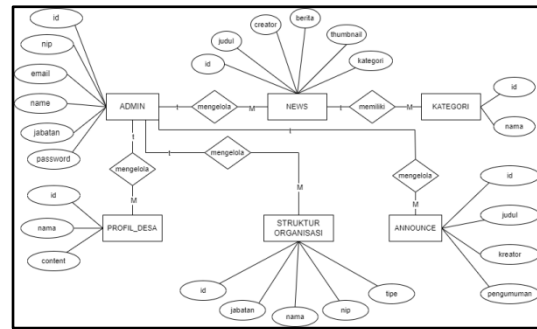 id
nip
email
name
jabatan
password
ADMIN
t
mengelola
M
id
judul
creator
berita
thumbnail
kategori
NEWS
t
memiliki
M
KATEGORI
id
nama
t
mengelola
M
id
nama
content
PROFIL_DESA
t
mengelola
M
STRUKTUR
ORGANISASI
id
jabatan
nama
nip
tipe
t
mengelola
M
ANNOUNCE
id
judul
kreator
pengumuman